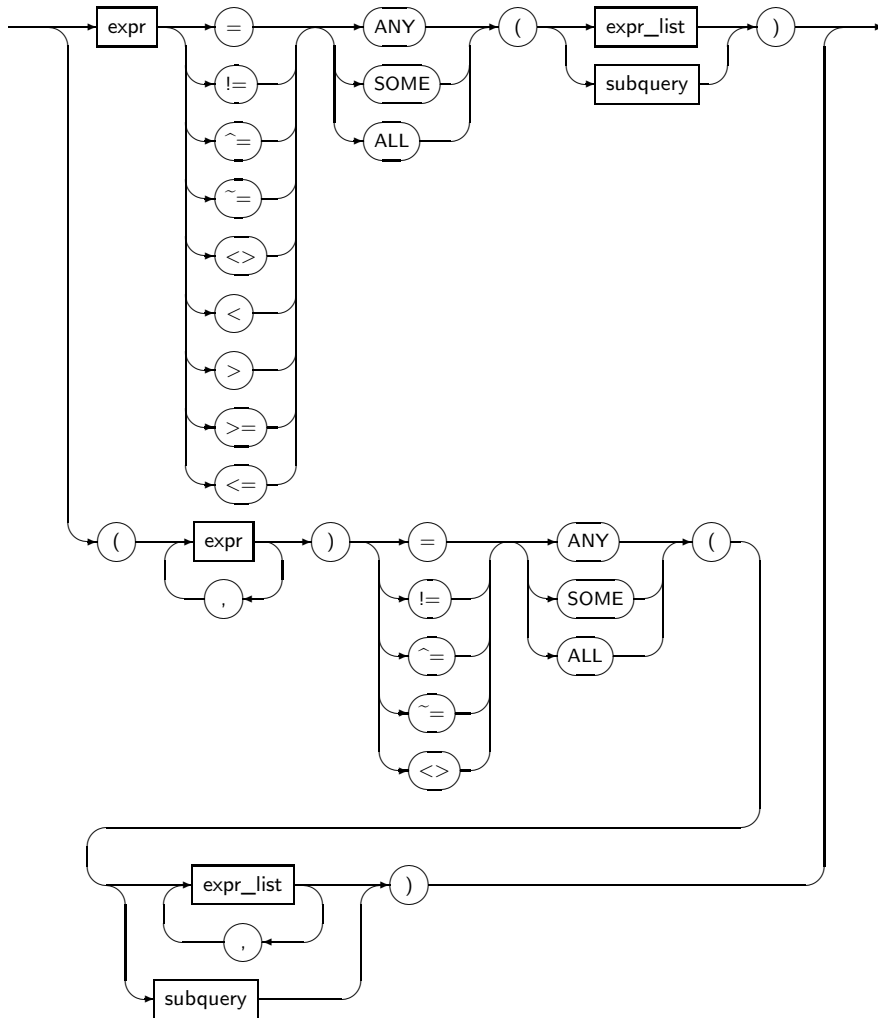 expr = ANY ( expr_list )
!= SOME subquery
^= ALL
~=
<>
<
>
>=
<=
( expr ) = ANY (
, != SOME
^= ALL
~=
<>
expr_list )
,
subquery